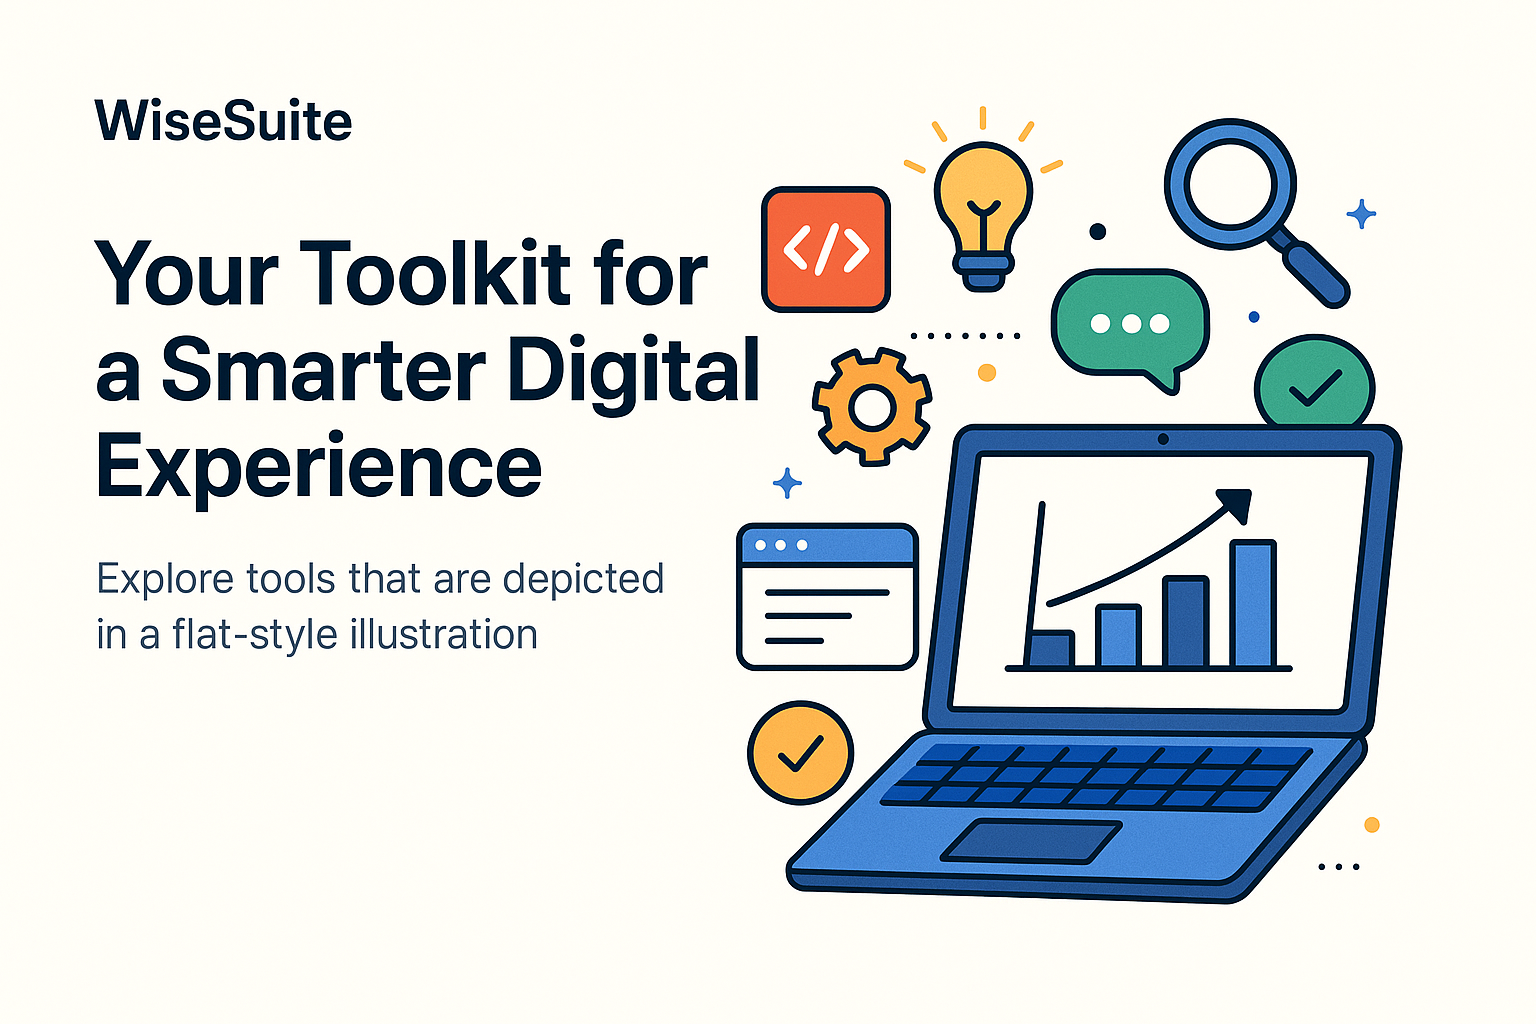 WiseSuite
Your Toolkit for
a Smarter Digital
Experience
Explore tools that are depicted
in a flat-style illustration